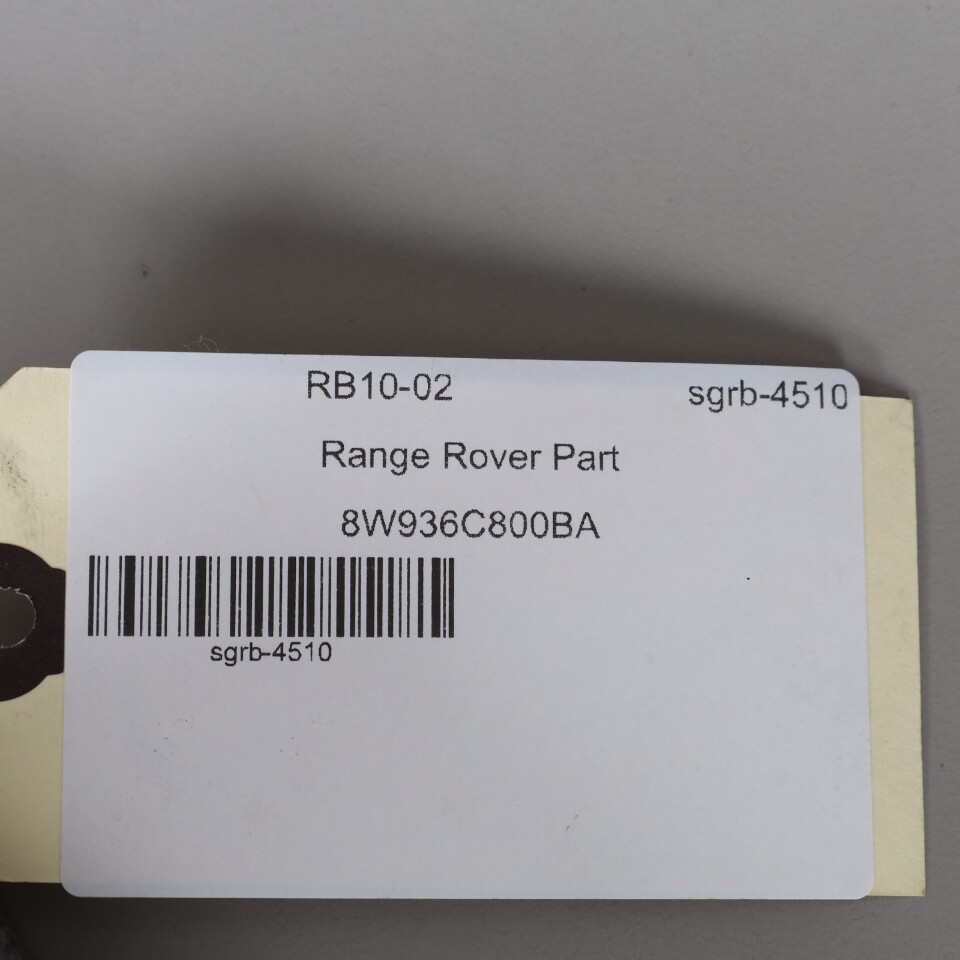 RB10-02 sgrb-4510
Range Rover Part
8W936C800BA
sgrb-4510